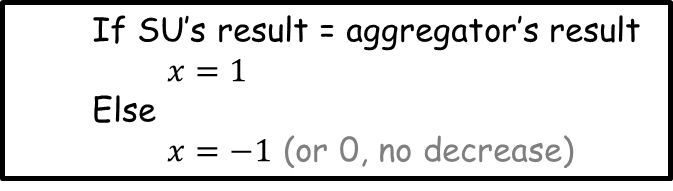 If SU's result = aggregator's result
x = 1
Else
x = −1 (or 0, no decrease)